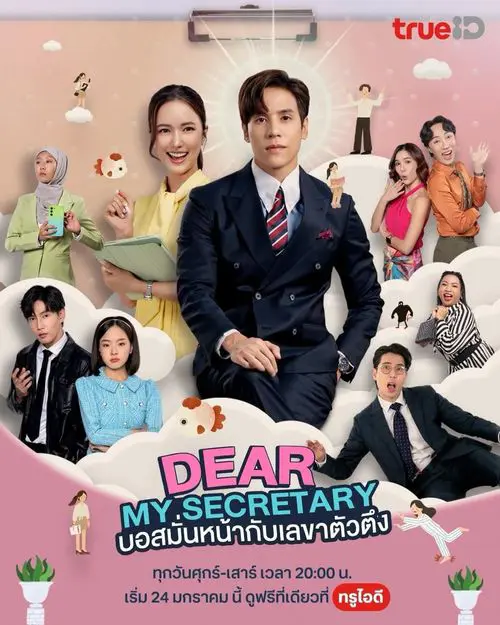 trueiD
DEAR
MY SECRETARY
บอสมั่นหน้ากับเลขาตัวตึง
ทุกวันศุกร์-เสาร์ เวลา 20:00 น.
เริ่ม 24 มกราคม นี้ ดูฟรีที่เดียวที่ ทรูไอดี